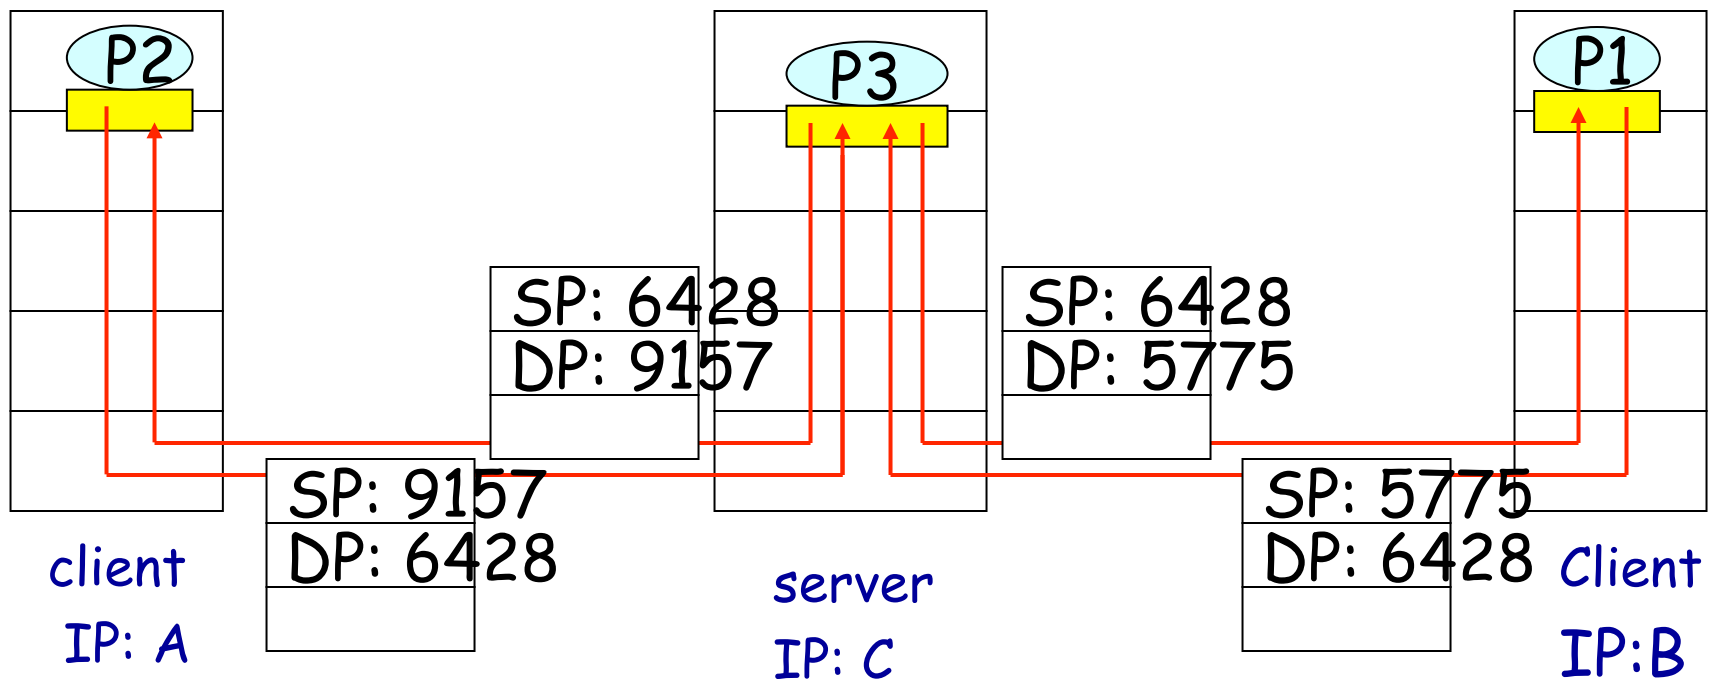 P2
P3
P1
SP: 6428
DP: 9157
SP: 6428
DP: 5775
SP: 9157
DP: 6428
SP: 5775
DP: 6428
client
IP: A
server
IP: C
Client
IP:B